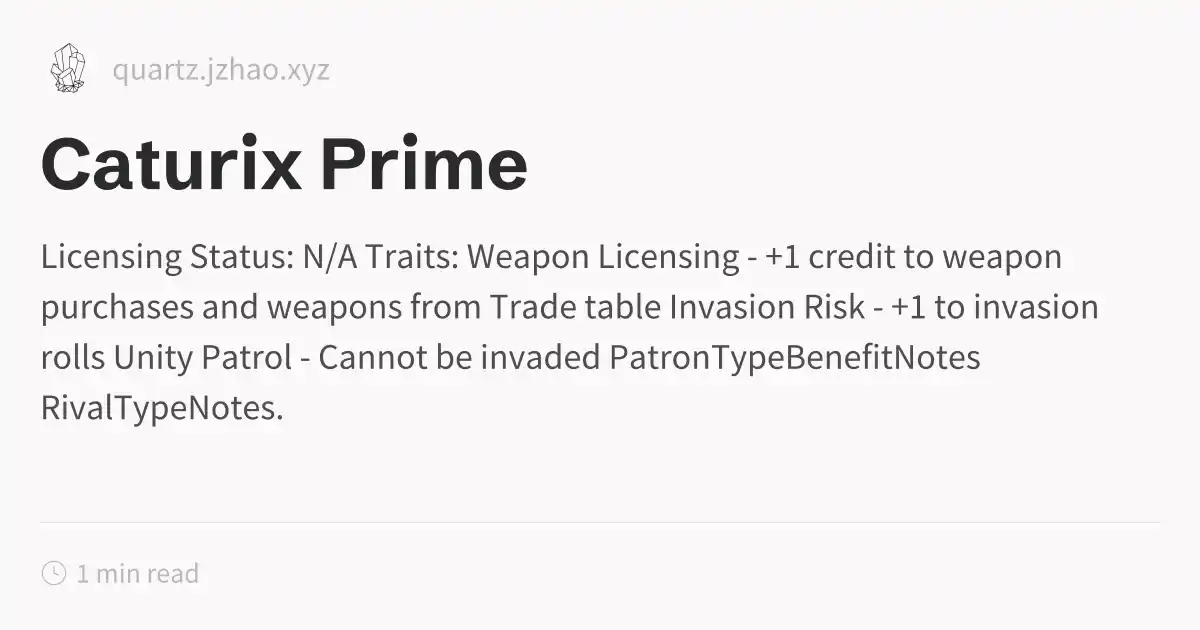 quartz.jzhao.xyz
Caturix Prime
Licensing Status: N/A Traits: Weapon Licensing - +1 credit to weapon
purchases and weapons from Trade table Invasion Risk - +1 to invasion
rolls Unity Patrol - Cannot be invaded PatronTypeBenefitNotes
RivalTypeNotes.
1 min read